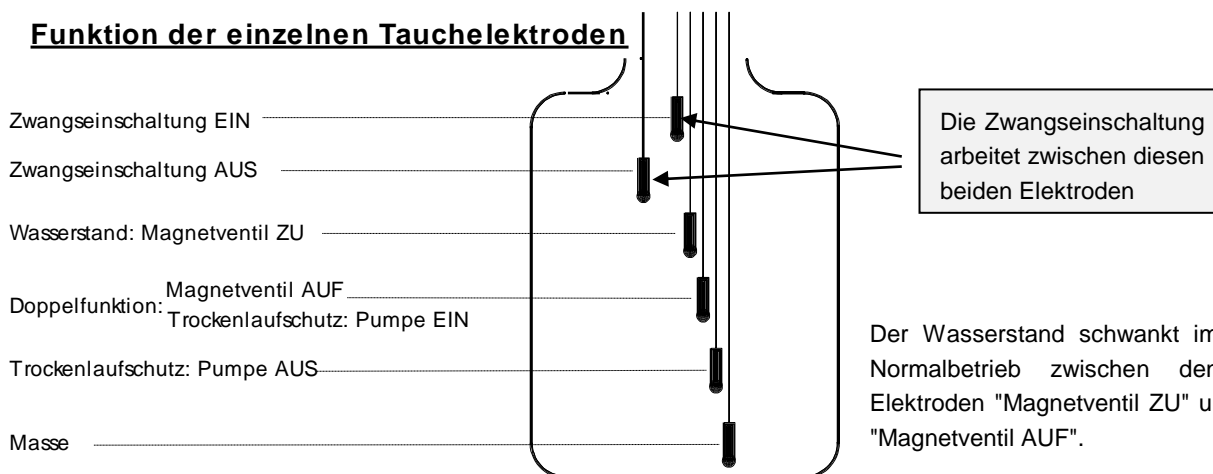 Funktion der einzelnen Tauchelektroden
Zwangseinschaltung EIN
Zwangseinschaltung AUS
Wasserstand: Magnetventil ZU
Doppelfunktion:
Magnetventil AUF
Trockenlaufschutz: Pumpe EIN
Trockenlaufschutz: Pumpe AUS
Masse
Die Zwangseinschaltung
arbeitet zwischen diesen
beiden Elektroden
Der Wasserstand schwankt im
Normalbetrieb zwischen
Elektroden "Magnetventil ZU"
"Magnetventil AUF".